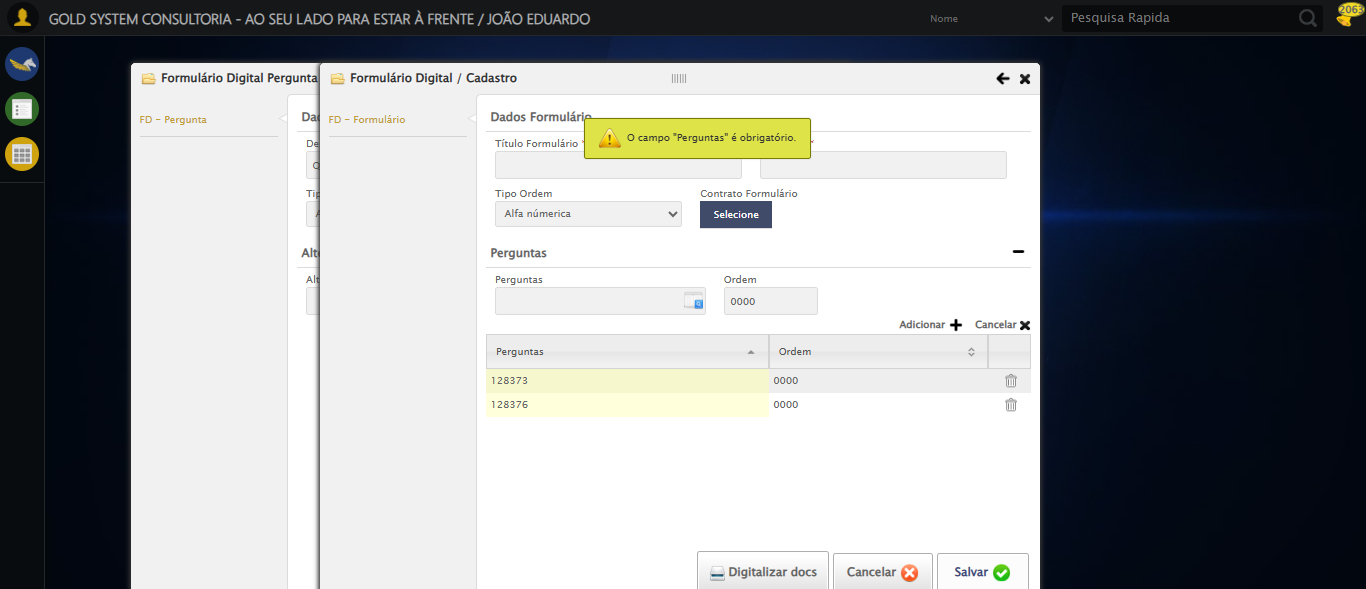 GOLD SYSTEM CONSULTORIA - AO SEU LADO PARA ESTAR À FRENTE / JOÃO EDUARDO
Nome
Pesquisa Rapida
2063
Formulário Digital Pergunta
Formulário Digital / Cadastro
FD - Pergunta
FD - Formulário
Dados Formulário
O campo "Perguntas" é obrigatório.
Título Formulário *
Tipo Ordem
Contrato Formulário
Alfa númerica
Selecione
Perguntas
Perguntas
Ordem
0000
Adicionar
Cancelar
Perguntas
Ordem
128373
0000
128376
0000
Digitalizar docs
Cancelar
Salvar